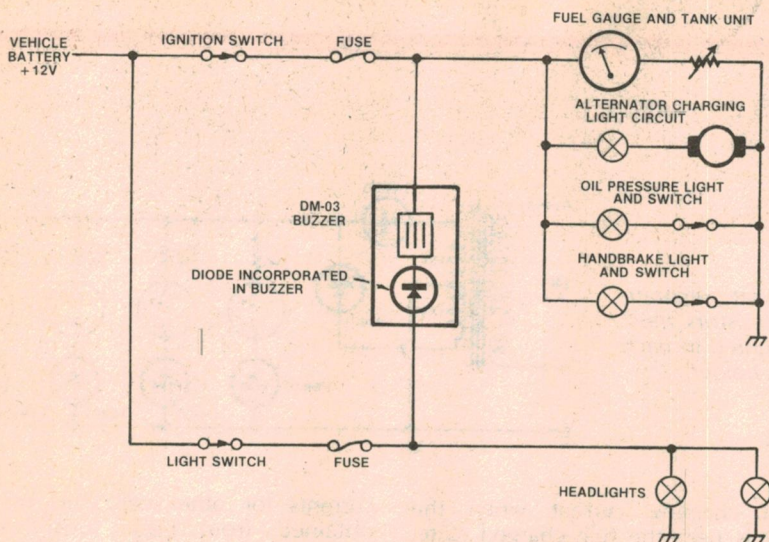 FUEL GAUGE AND TANK UNIT
VEHICLE
BATTERY
+12V
IGNITION SWITCH
FUSE
ALTERNATOR CHARGING
LIGHT CIRCUIT
OIL PRESSURE LIGHT
AND SWITCH
DM-03
BUZZER
HANDBRAKE LIGHT
AND SWITCH
DIODE INCORPORATED
IN BUZZER
LIGHT SWITCH
FUSE
HEADLIGHTS